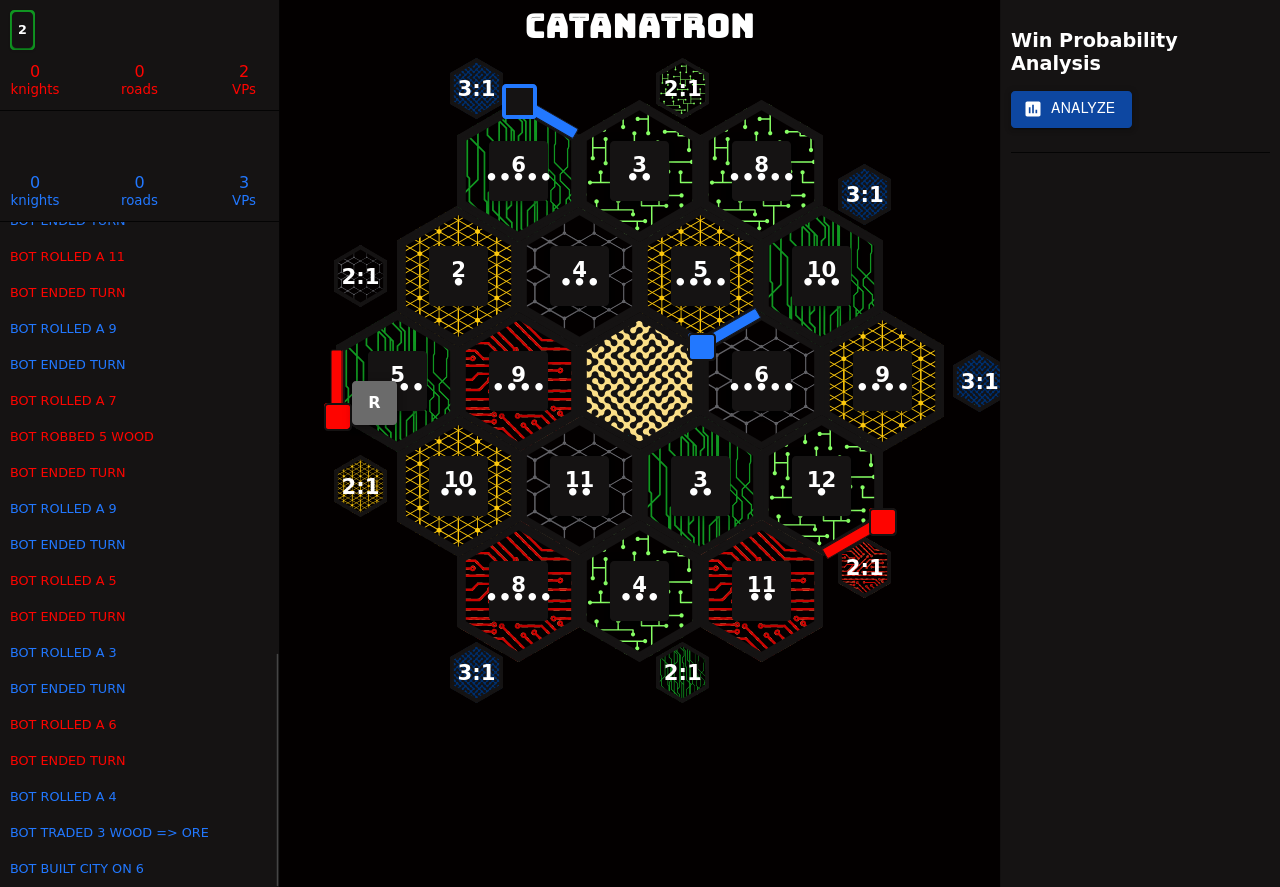 CATANATRON
2
0 0 2
knights roads VPs
0 0 3
knights roads VPs
BOT ENDED TURN
BOT ROLLED A 11
BOT ENDED TURN
BOT ROLLED A 9
BOT ENDED TURN
BOT ROLLED A 7
BOT ROBBED 5 WOOD
BOT ENDED TURN
BOT ROLLED A 9
BOT ENDED TURN
BOT ROLLED A 5
BOT ENDED TURN
BOT ROLLED A 3
BOT ENDED TURN
BOT ROLLED A 6
BOT ENDED TURN
BOT ROLLED A 4
BOT TRADED 3 WOOD => ORE
BOT BUILT CITY ON 6
3:1 2:1
6 3 8
3:1
2:1 2 4 5 10
5 9 6 9 3:1
R
2:1 10 11 3 12
2:1
8 4 11
3:1 2:1
Win Probability
Analysis
ANALYZE